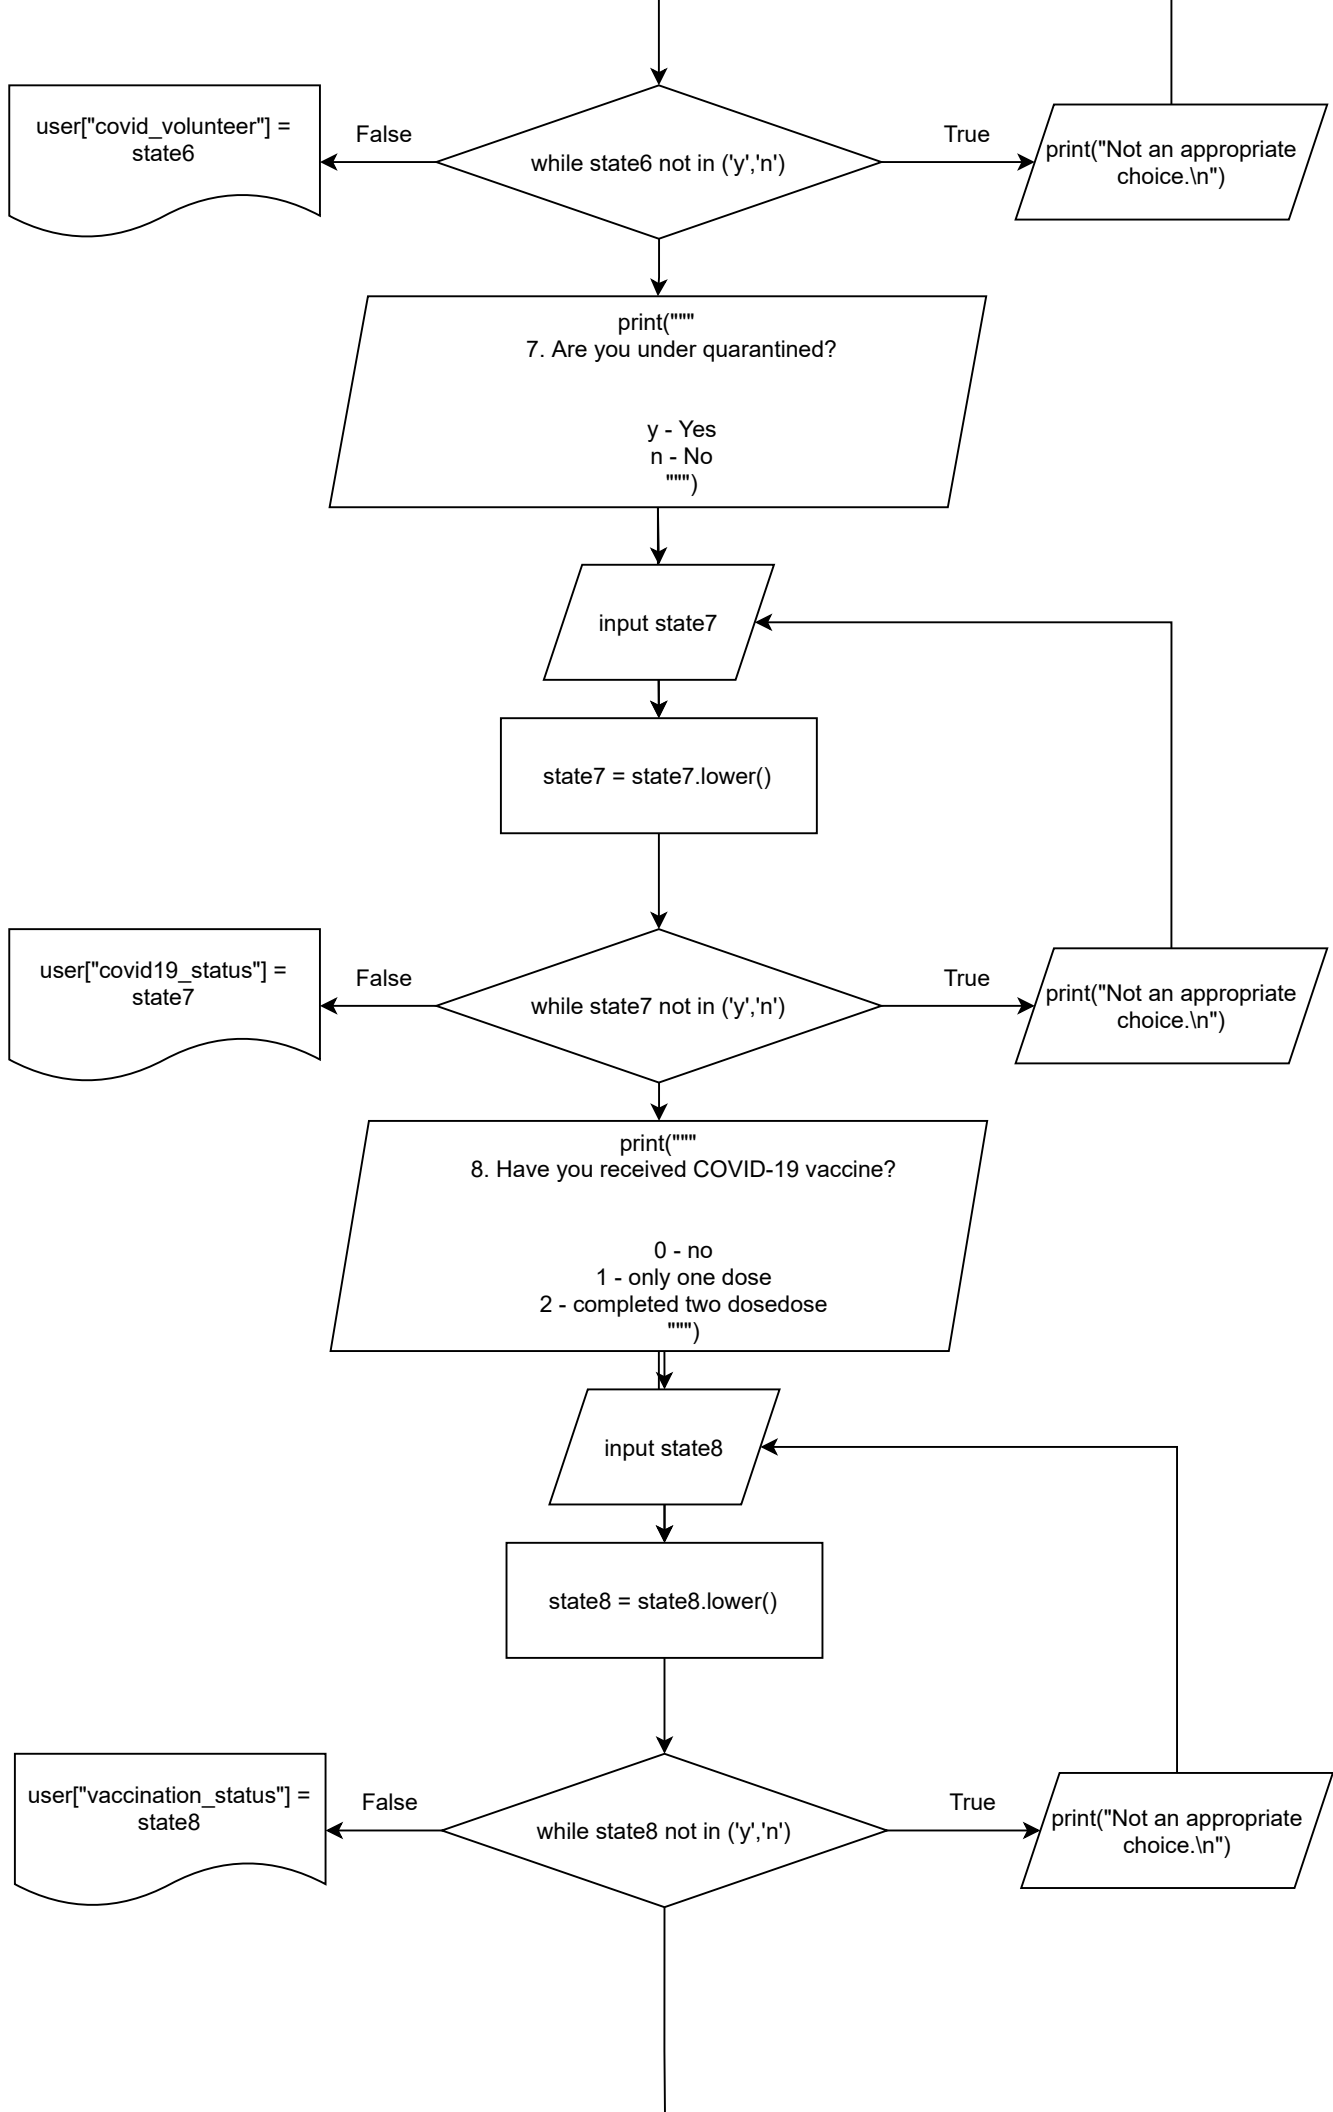 user["covid_volunteer"] =
state6
False
while state6 not in ('y','n')
True
print("Not an appropriate
choice.\n")
print("""
7. Are you under quarantined?
y - Yes
n - No
""")
input state7
state7 = state7.lower()
user["covid19_status"] =
state7
False
while state7 not in ('y','n')
True
print("Not an appropriate
choice.\n")
print("""
8. Have you received COVID-19 vaccine?
0 - no
1 - only one dose
2 - completed two dosedose
""")
input state8
state8 = state8.lower()
user["vaccination_status"] =
state8
False
while state8 not in ('y','n')
True
print("Not an appropriate
choice.\n")